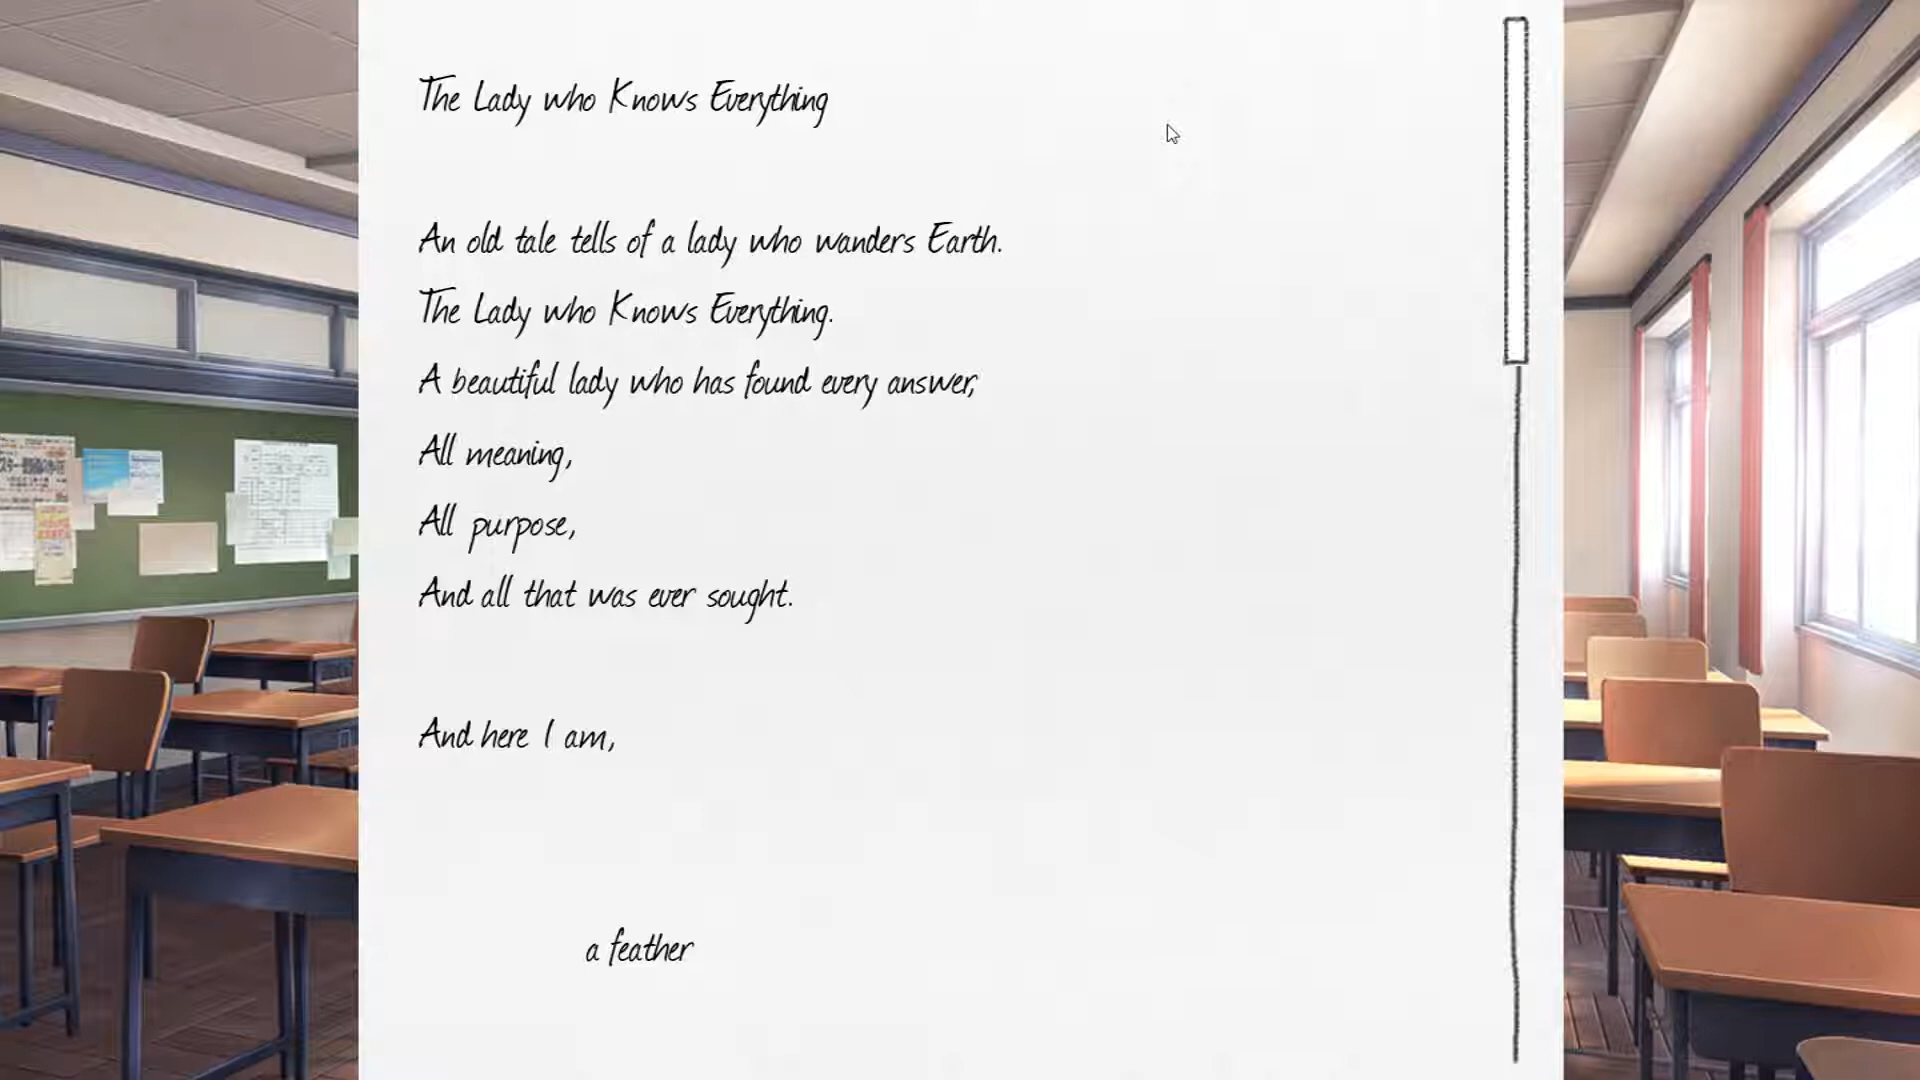 The Lady who Knows Everything
An old tale tells of a lady who wanders Earth.
The Lady who Knows Everything.
A beautiful lady who has found every answer,
All meaning,
All purpose,
And all that was ever sought.
And here I am,
a feather